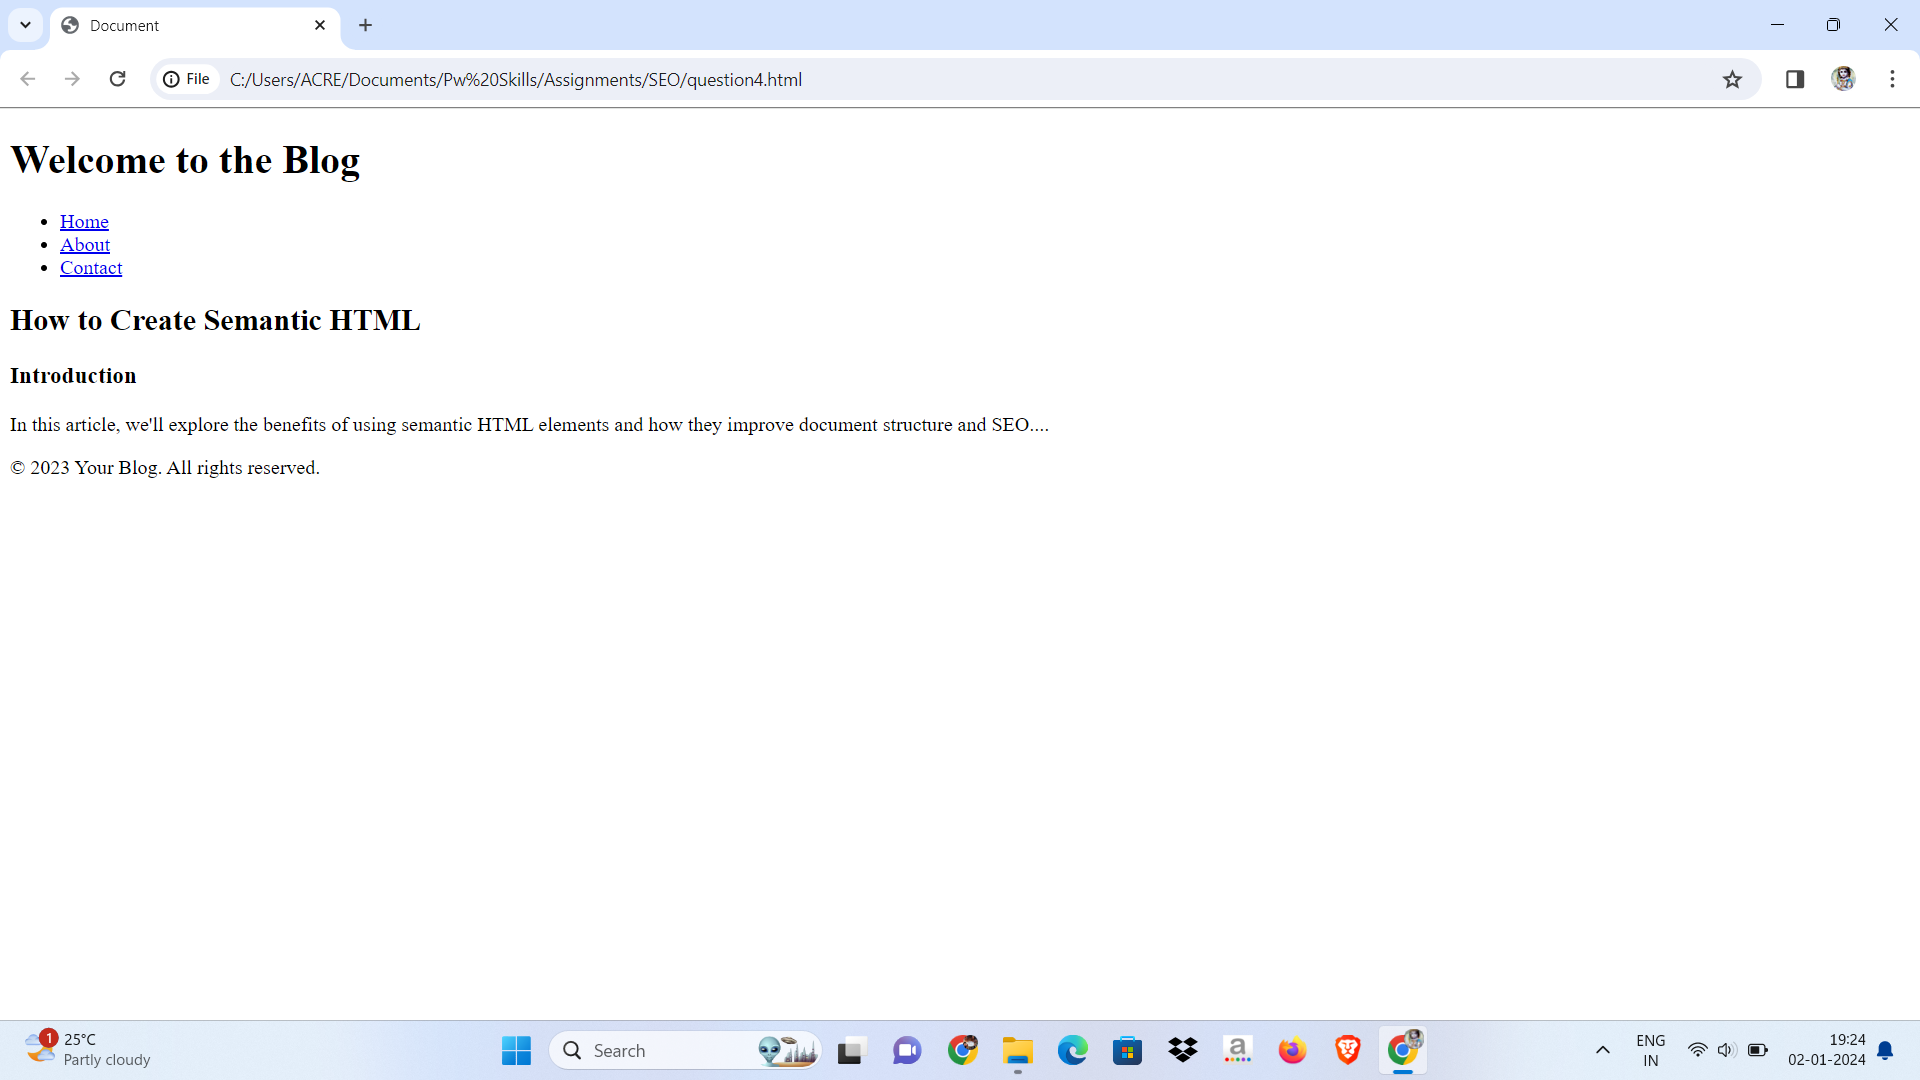 Document
File
C:/Users/ACRE/Documents/Pw%20Skills/Assignments/SEO/question4.html
Welcome to the Blog
Home
About
Contact
How to Create Semantic HTML
Introduction
In this article, we'll explore the benefits of using semantic HTML elements and how they improve document structure and SEO....
© 2023 Your Blog. All rights reserved.
1
25°C
Partly cloudy
Search
a
ENG
IN
19:24
02-01-2024